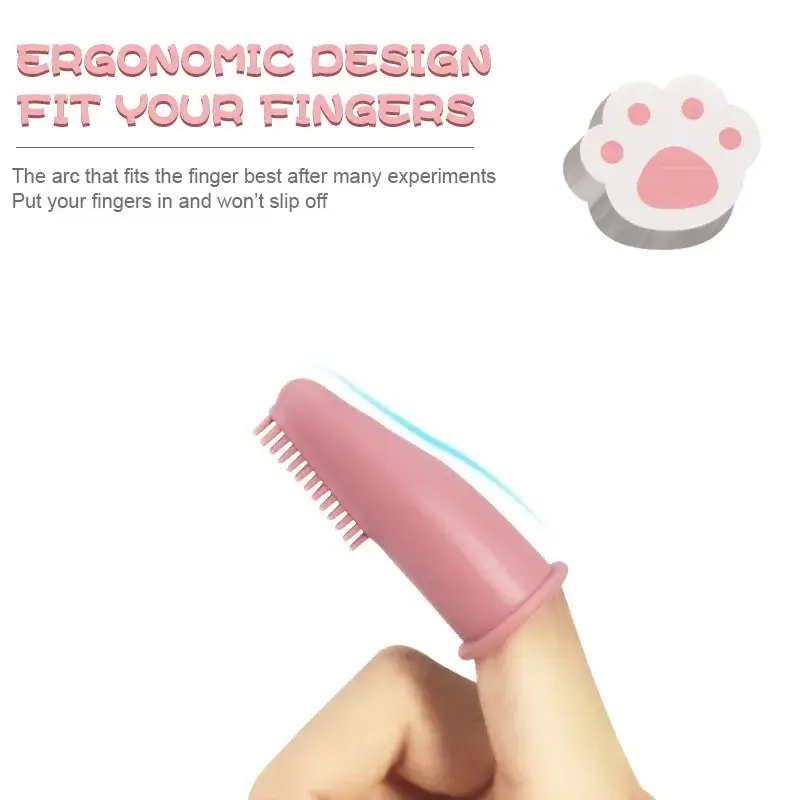 ERGONOMIC DESIGN
FIT YOUR FINGERS
The arc that fits the finger best after many experiments
Put your fingers in and won’t slip off